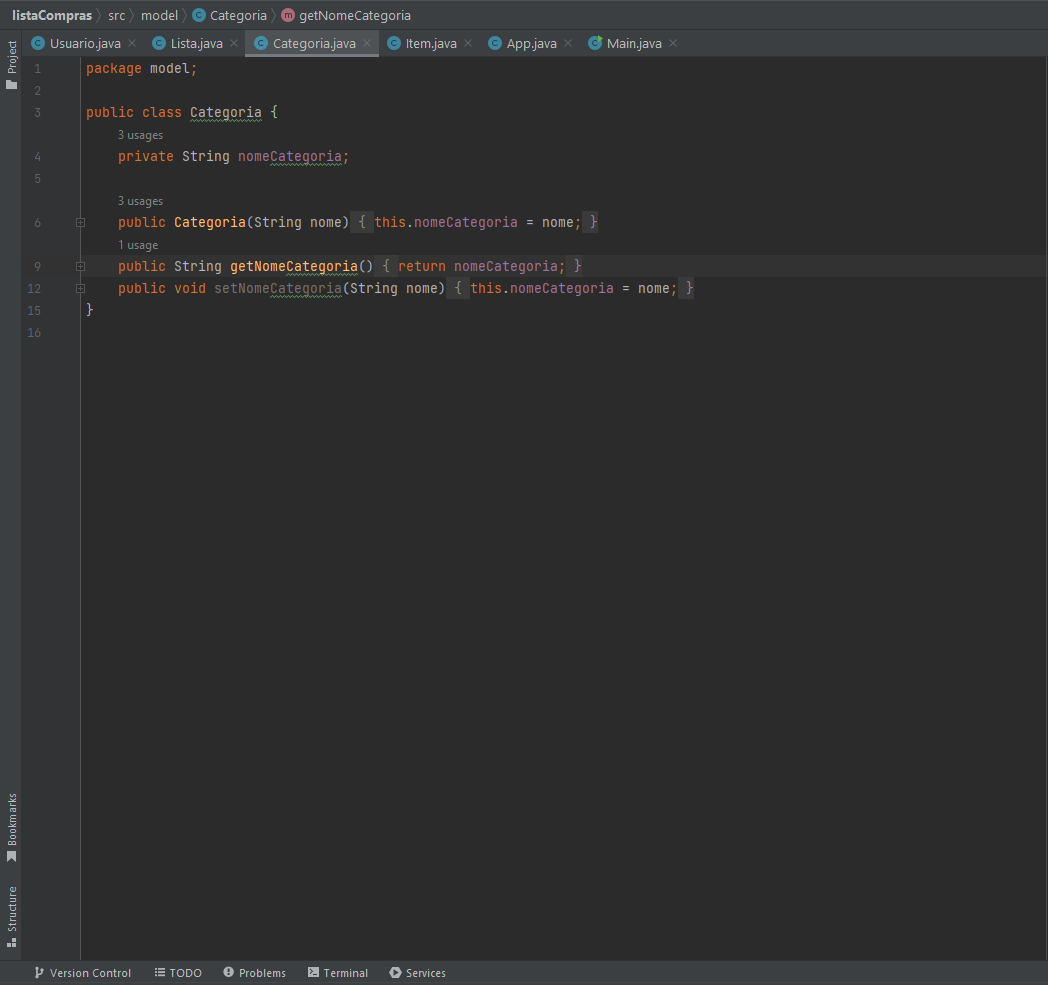 listaCompras src model Categoria getNomeCategoria
Usuario.java Lista.java Categoria.java Item.java App.java Main.java
Project
1 package model;
2
3 public class Categoria {
3 usages
4 private String nomeCategoria;
5
3 usages
6 public Categoria(String nome) { this.nomeCategoria = nome; }
1 usage
9 public String getNomeCategoria() { return nomeCategoria; }
12 public void setNomeCategoria(String nome) { this.nomeCategoria = nome; }
15 }
16
Bookmarks
Structure
Version Control TODO Problems Terminal Services